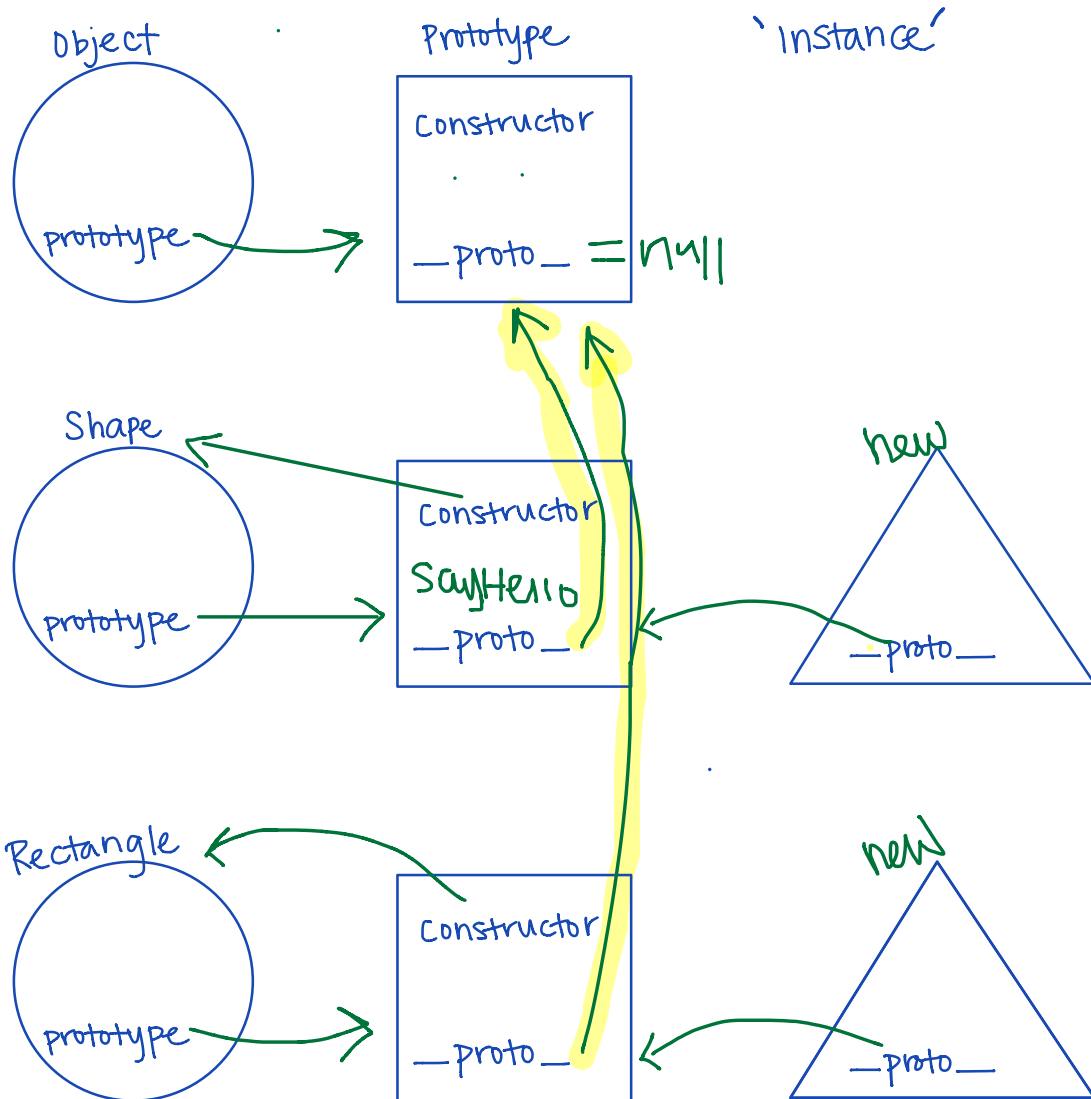 Object
Prototype
'Instance'
constructor
prototype
__proto__ = null
Shape
new
constructor
SayHello
prototype
__proto__
__proto__
Rectangle
new
constructor
prototype
__proto__
__proto__